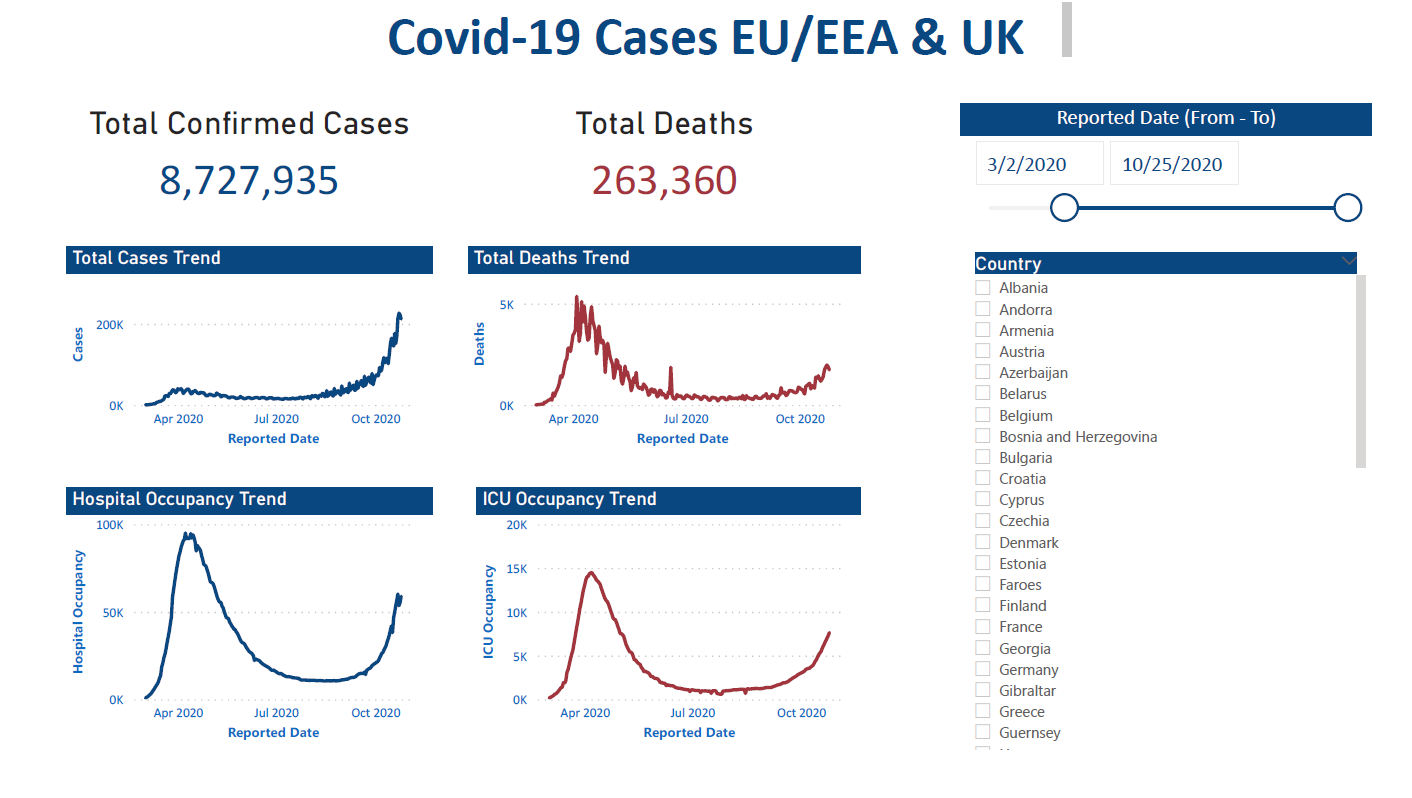 Covid-19 Cases EU/EEA & UK
Total Confirmed Cases
8,727,935
Total Deaths
263,360
Reported Date (From - To)
3/2/2020
10/25/2020
Total Cases Trend
Cases
200K
0K
Apr 2020
Jul 2020
Oct 2020
Reported Date
Total Deaths Trend
Deaths
5K
0K
Apr 2020
Jul 2020
Oct 2020
Reported Date
Hospital Occupancy Trend
Hospital Occupancy
100K
50K
0K
Apr 2020
Jul 2020
Oct 2020
Reported Date
ICU Occupancy Trend
ICU Occupancy
20K
15K
10K
5K
0K
Apr 2020
Jul 2020
Oct 2020
Reported Date
Country
Albania
Andorra
Armenia
Austria
Azerbaijan
Belarus
Belgium
Bosnia and Herzegovina
Bulgaria
Croatia
Cyprus
Czechia
Denmark
Estonia
Faroes
Finland
France
Georgia
Germany
Gibraltar
Greece
Guernsey